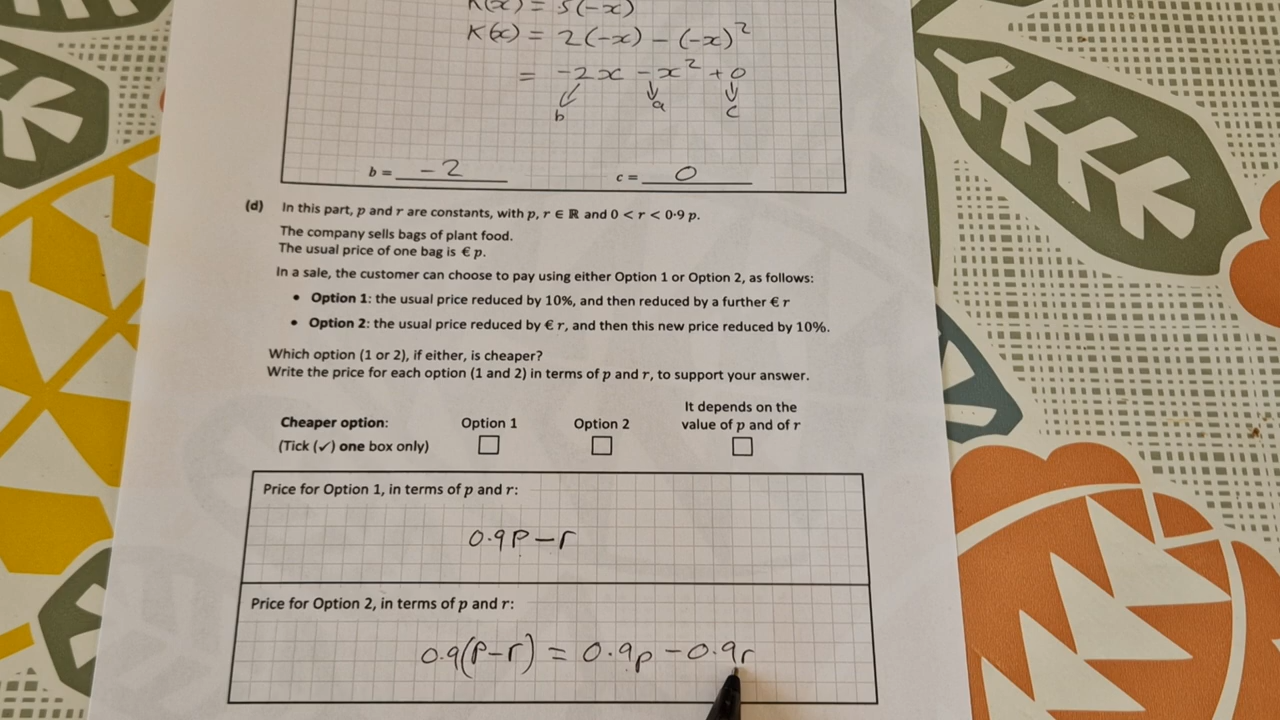 K(x) = S(-x)
K(x) = 2(-x) - (-x)²
= -2x - x² + 0
b a c
b = -2 c = 0
(d) In this part, p and r are constants, with p, r ∈ ℝ and 0 < r < 0·9 p.
The company sells bags of plant food.
The usual price of one bag is € p.
In a sale, the customer can choose to pay using either Option 1 or Option 2, as follows:
• Option 1: the usual price reduced by 10%, and then reduced by a further € r
• Option 2: the usual price reduced by € r, and then this new price reduced by 10%.
Which option (1 or 2), if either, is cheaper?
Write the price for each option (1 and 2) in terms of p and r, to support your answer.
It depends on the
Cheaper option: Option 1 Option 2 value of p and of r
(Tick (✓) one box only)
Price for Option 1, in terms of p and r:
0.9p - r
Price for Option 2, in terms of p and r:
0.9(p-r) = 0.9p - 0.9r